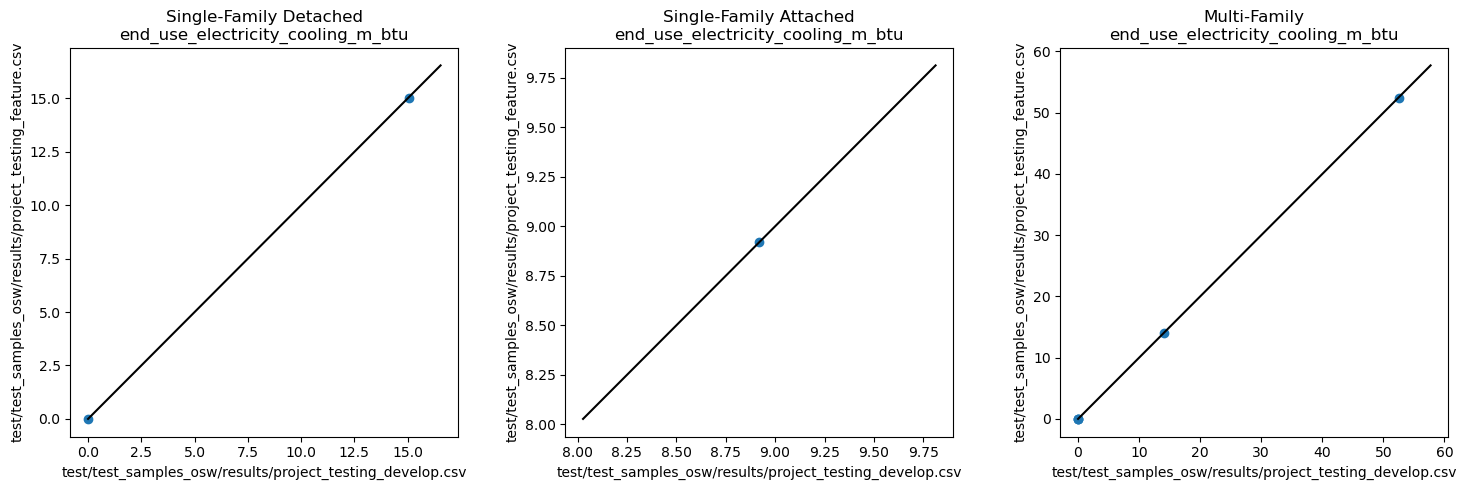 Single-Family Detached
end_use_electricity_cooling_m_btu
test/test_samples_osw/results/project_testing_feature.csv
15.0
12.5
10.0
7.5
5.0
2.5
0.0
0.0 2.5 5.0 7.5 10.0 12.5 15.0
test/test_samples_osw/results/project_testing_develop.csv
Single-Family Attached
end_use_electricity_cooling_m_btu
test/test_samples_osw/results/project_testing_feature.csv
9.75
9.50
9.25
9.00
8.75
8.50
8.25
8.00
8.00 8.25 8.50 8.75 9.00 9.25 9.50 9.75
test/test_samples_osw/results/project_testing_develop.csv
Multi-Family
end_use_electricity_cooling_m_btu
test/test_samples_osw/results/project_testing_feature.csv
60
50
40
30
20
10
0
0 10 20 30 40 50 60
test/test_samples_osw/results/project_testing_develop.csv